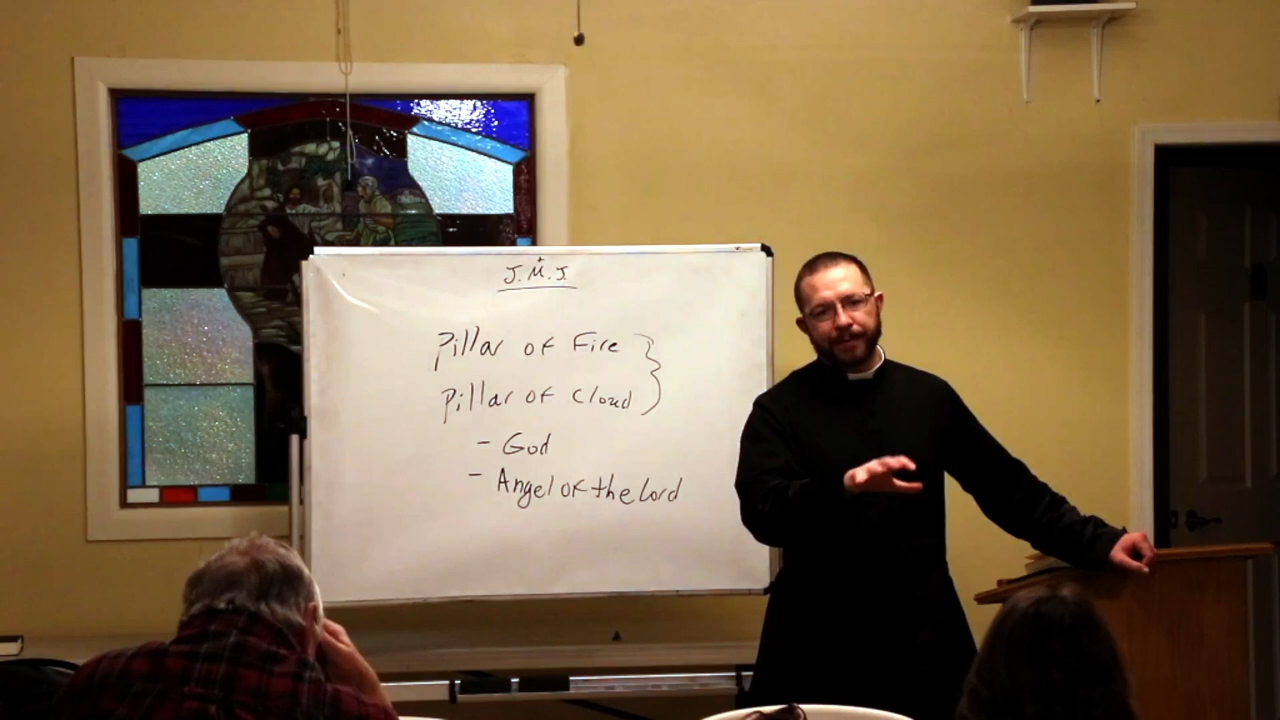 J.M.J.
Pillar of Fire
Pillar of Cloud
- God
- Angel of the Lord